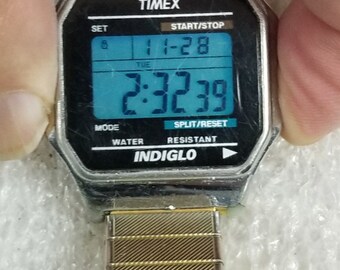 TIMEX
SET START/STOP
11-28
TUE
2:32 39
MODE SPLIT/RESET
WATER RESISTANT
INDIGLO